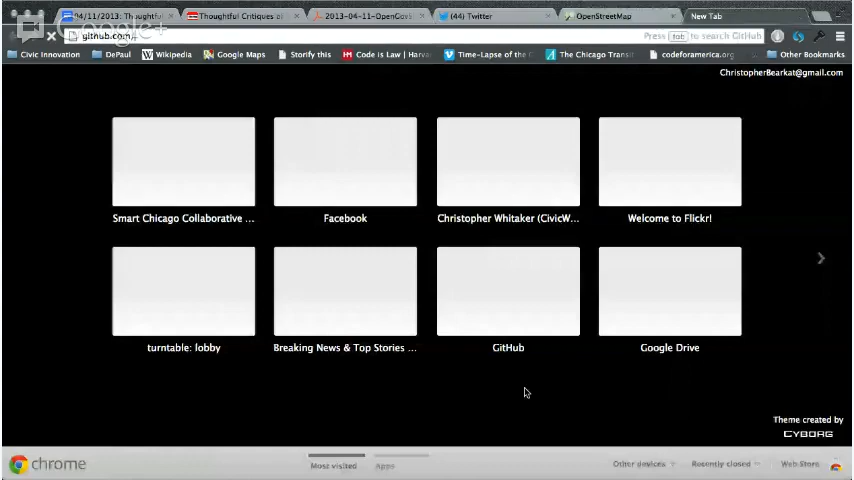 04/11/2013: Thoughtful
Thoughtful Critiques of
2013-04-11-OpenGov
(44) Twitter
OpenStreetMap
New Tab
Google+
github.com/
Press tab to search GitHub
Civic Innovation
DePaul
Wikipedia
Google Maps
Storify this
Code is Law | Harva
Time-Lapse of the C
The Chicago Transi
codeforamerica.org
Other Bookmarks
ChristopherBearkat@gmail.com
Smart Chicago Collaborative ...
Facebook
Christopher Whitaker (CivicW...
Welcome to Flickr!
turntable: lobby
Breaking News & Top Stories ...
GitHub
Google Drive
Theme created by
CYBORG
chrome
Most visited
Apps
Other devices
Recently closed
Web Store